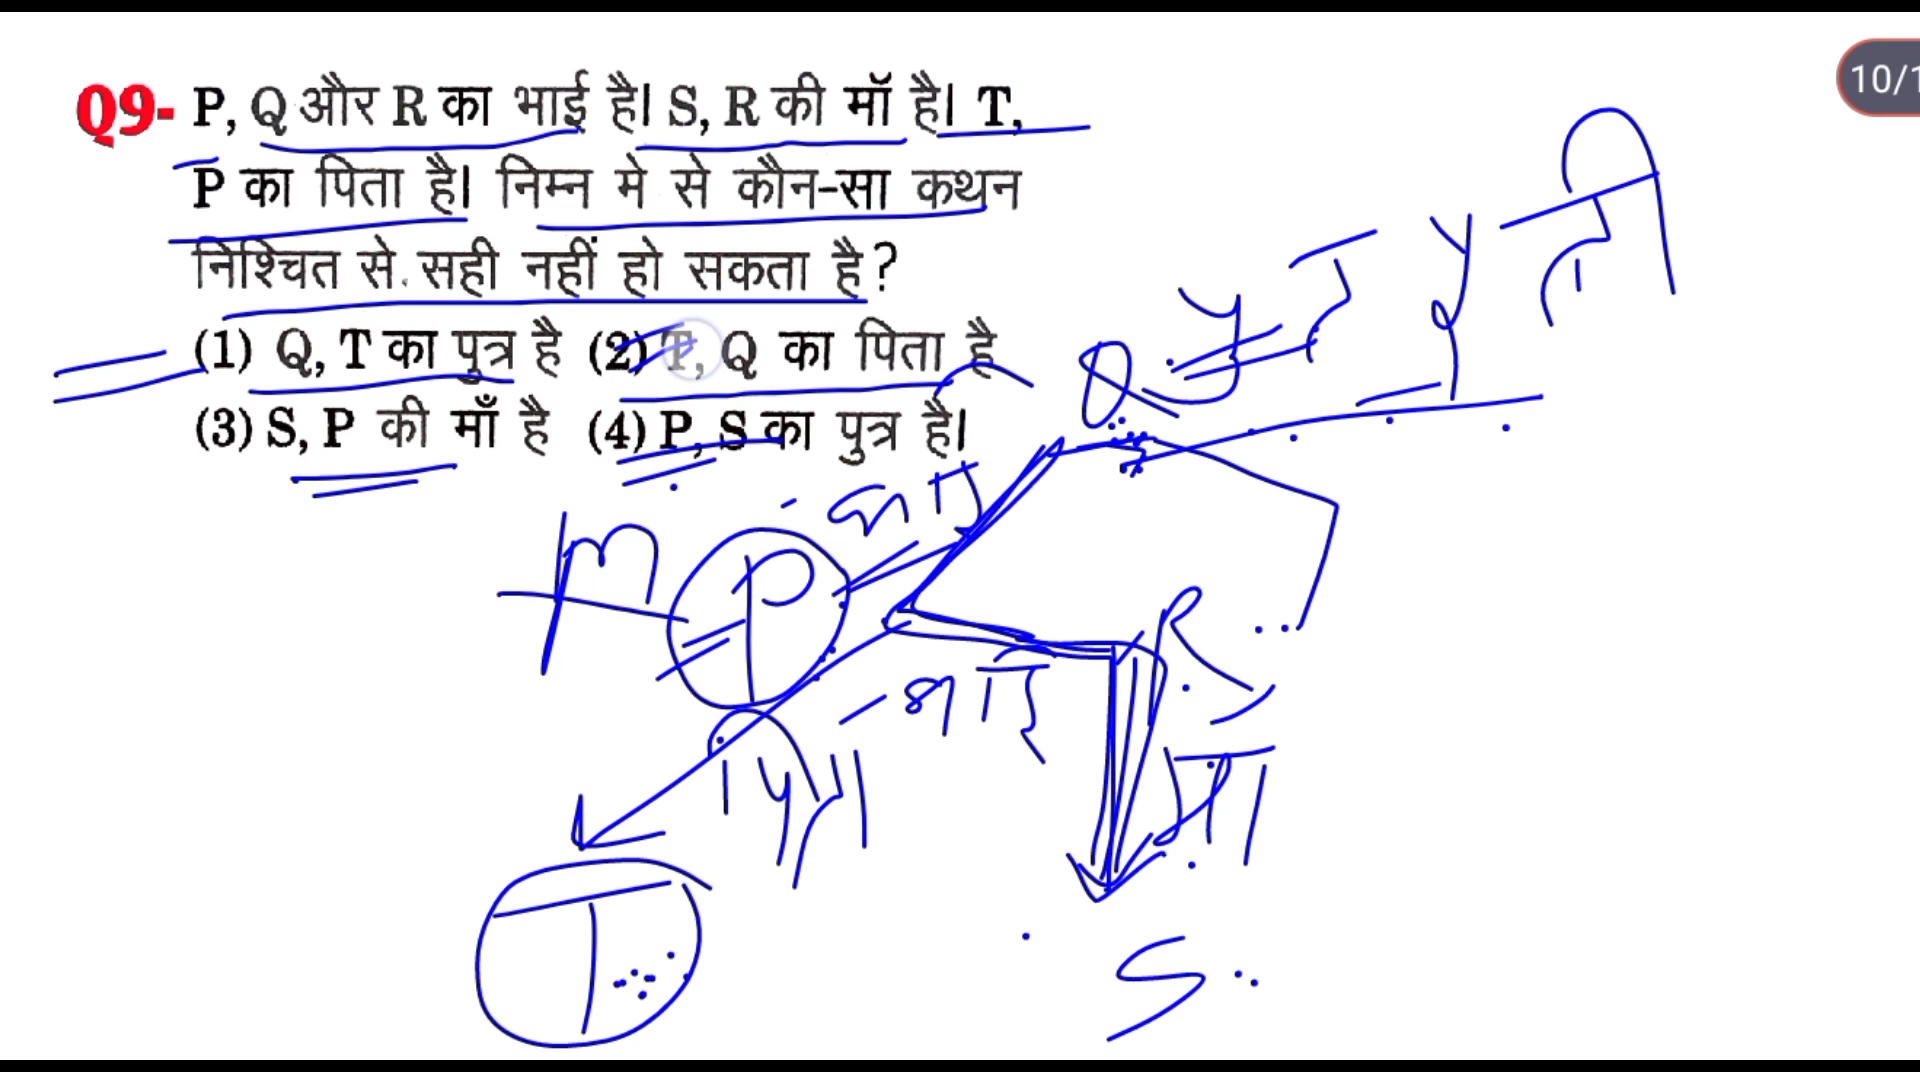 Q9- P, Q और R का भाई है। S, R की मॉ है। T,
P का पिता है। निम्न मे से कौन-सा कथन
निश्चित से सही नहीं हो सकता है?
(1) Q, T का पुत्र है (2) T, Q का पिता है
(3) S, P की माँ है (4) P, S का पुत्र है।
10/1
पुत्र पुत्री
Q
भाई
M P
R
भाई
पिता
माँ
T
S